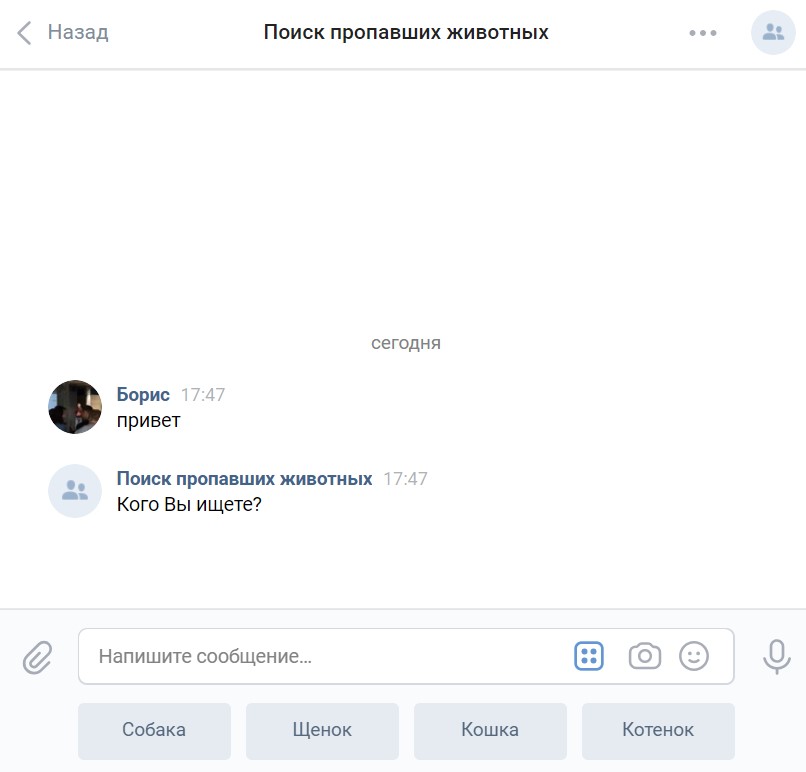 Назад
Поиск пропавших животных
сегодня
Борис 17:47
привет
Поиск пропавших животных 17:47
Кого Вы ищете?
Напишите сообщение...
Собака Щенок Кошка Котенок